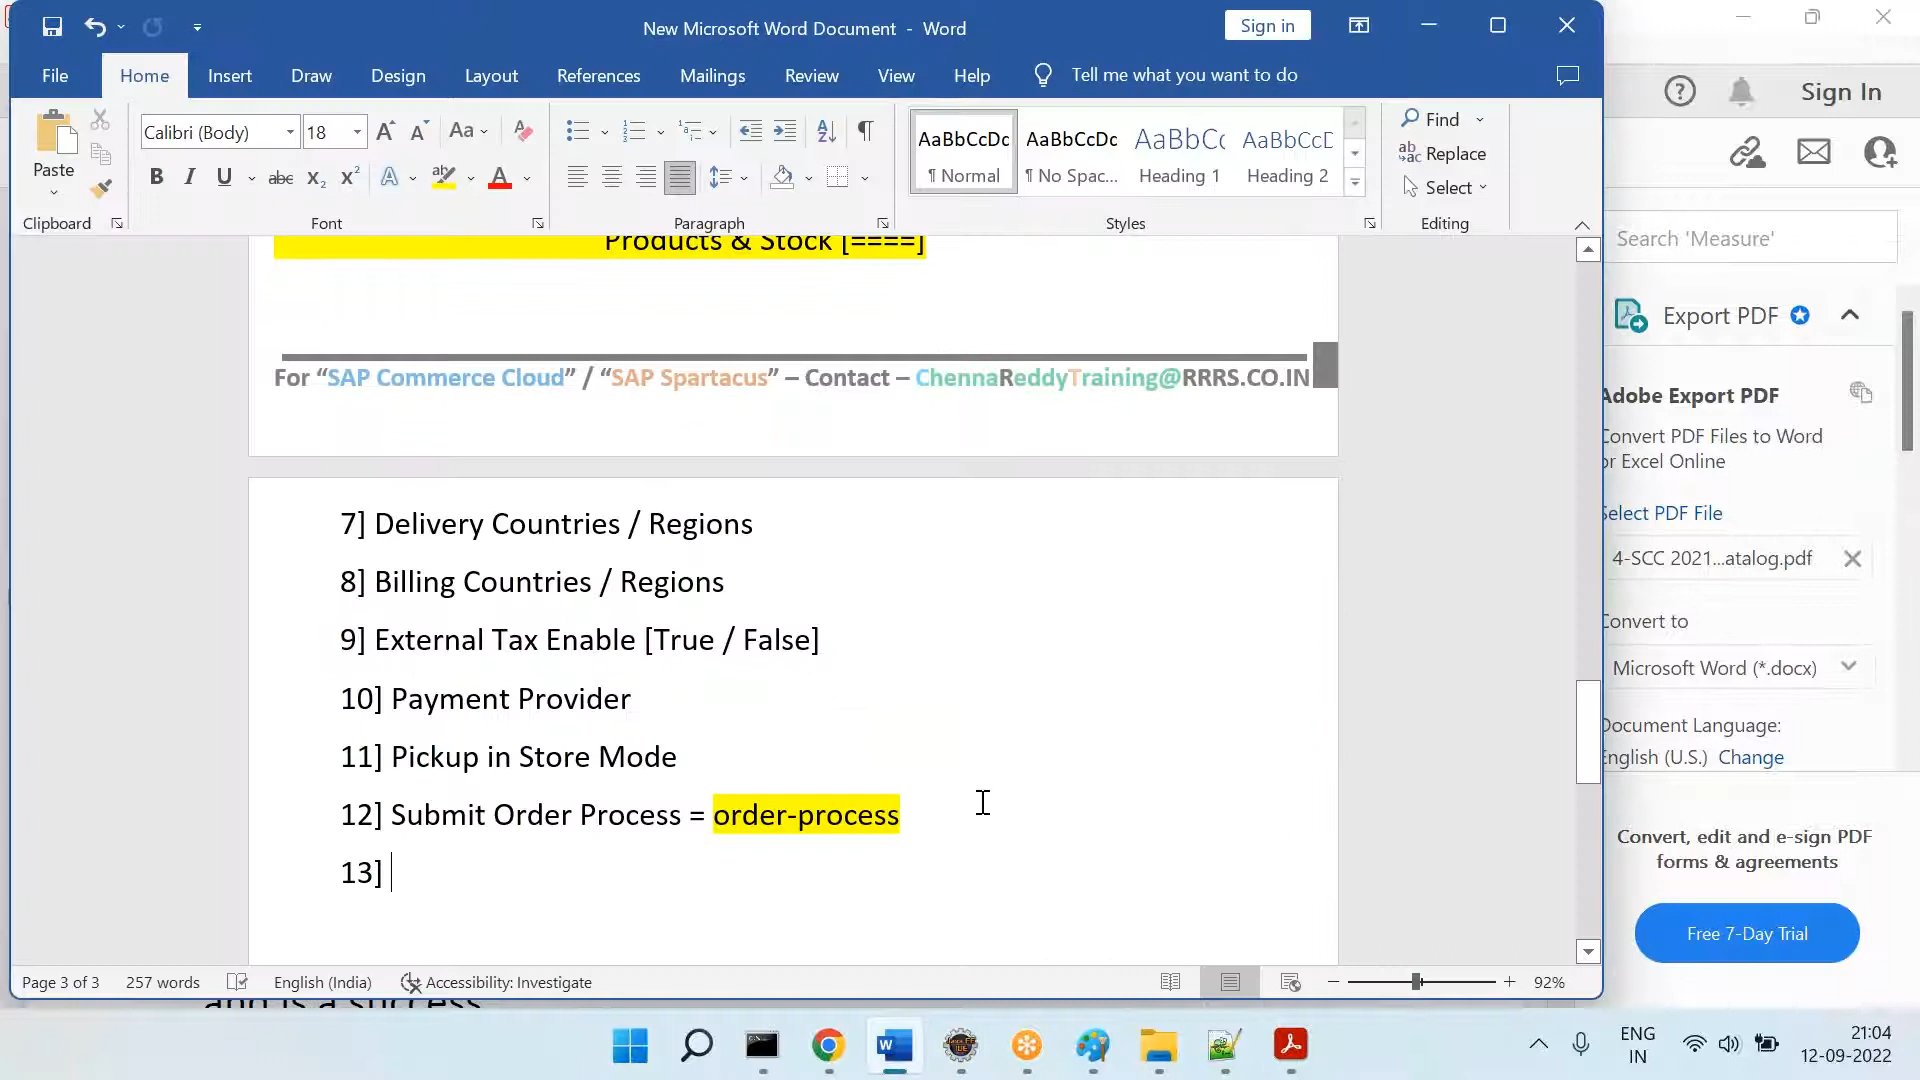 New Microsoft Word Document - Word
Sign in
File Home Insert Draw Design Layout References Mailings Review View Help Tell me what you want to do
Paste
Calibri (Body) 18
Aa
AaBbCcDc AaBbCcDc AaBbCc AaBbCcD
¶ Normal ¶ No Spac... Heading 1 Heading 2
Find
Replace
Select
Clipboard Font Paragraph Styles Editing
Products & Stock [====]
For “SAP Commerce Cloud” / “SAP Spartacus” – Contact – ChennaReddyTraining@RRRS.CO.IN
7] Delivery Countries / Regions
8] Billing Countries / Regions
9] External Tax Enable [True / False]
10] Payment Provider
11] Pickup in Store Mode
12] Submit Order Process = order-process
13]
Page 3 of 3 257 words English (India) Accessibility: Investigate 92%
and is a success
Sign In
Search 'Measure'
Export PDF
Adobe Export PDF
Convert PDF Files to Word
or Excel Online
Select PDF File
4-SCC 2021...atalog.pdf
Convert to
Microsoft Word (*.docx)
Document Language:
English (U.S.) Change
Convert, edit and e-sign PDF
forms & agreements
Free 7-Day Trial
ENG
IN
21:04
12-09-2022